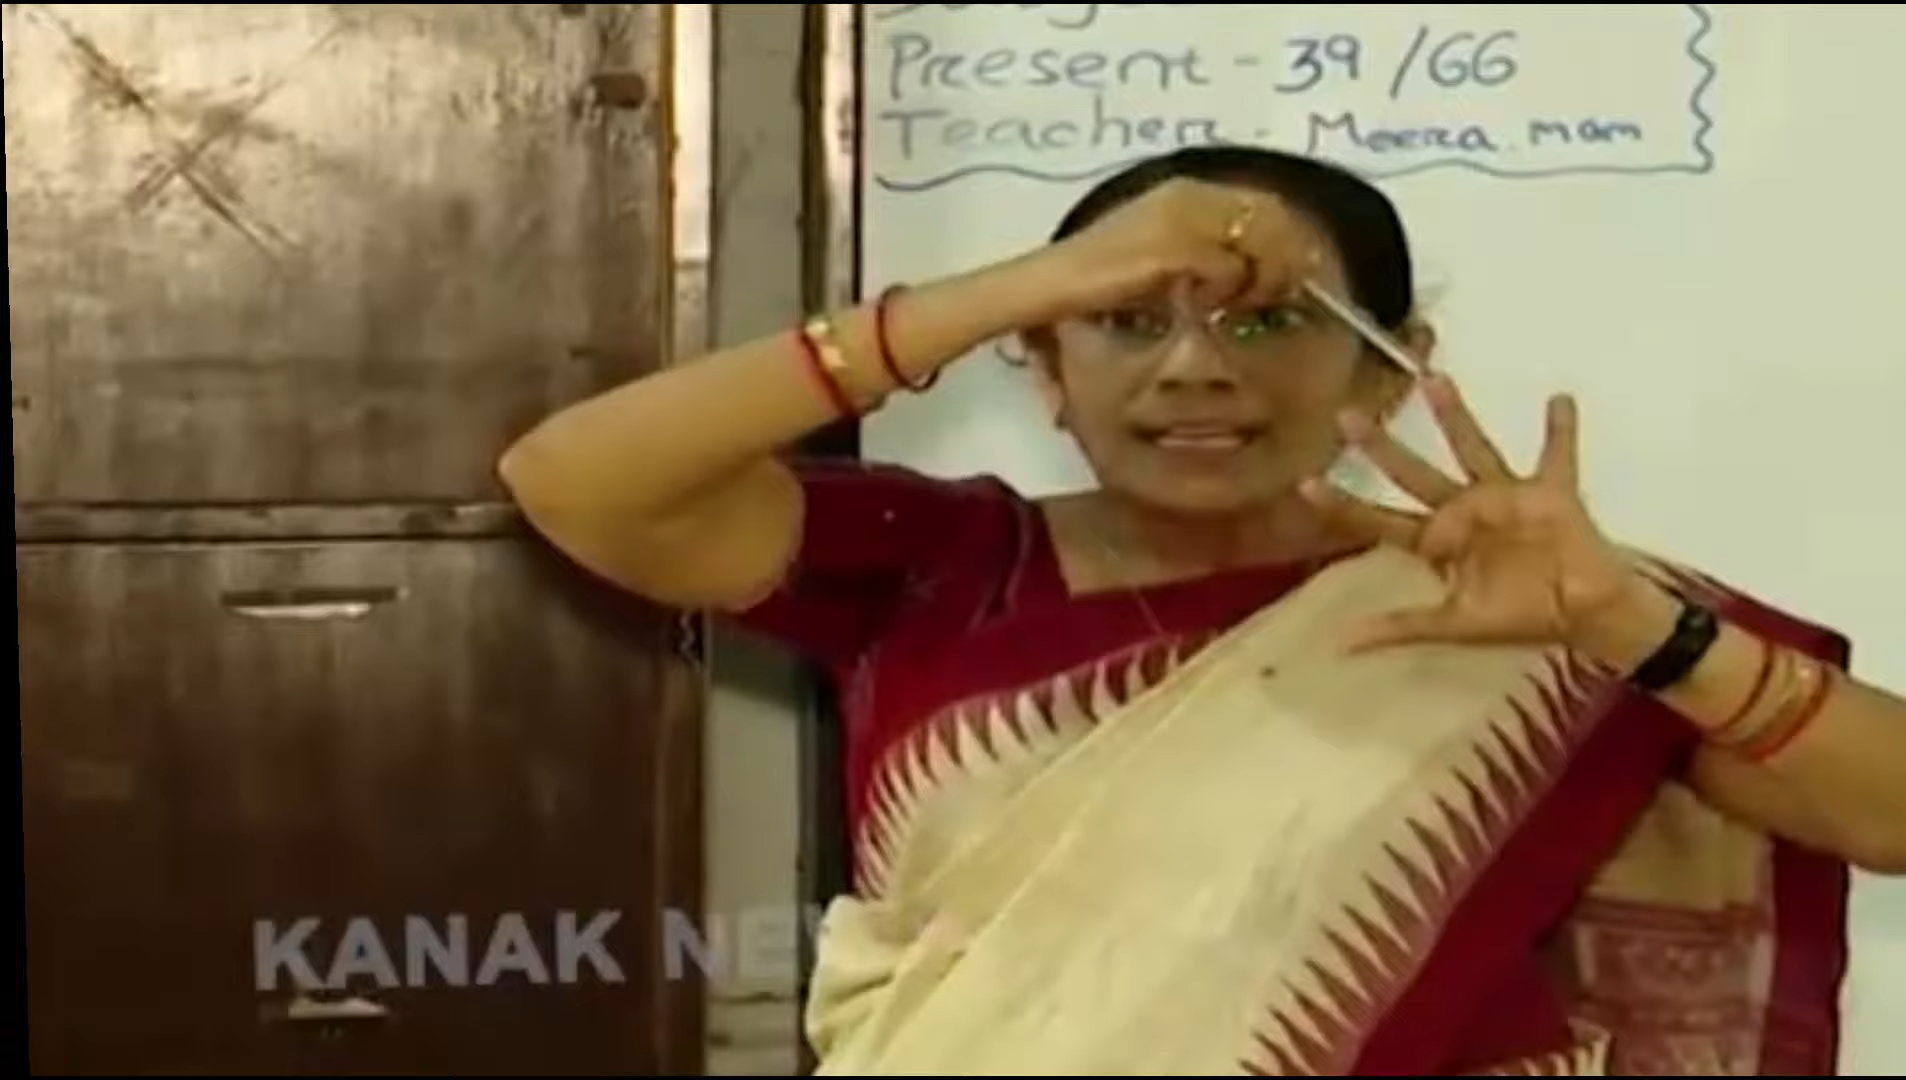 Present - 39 /66
Teacher - Meera mam
KANAK NE